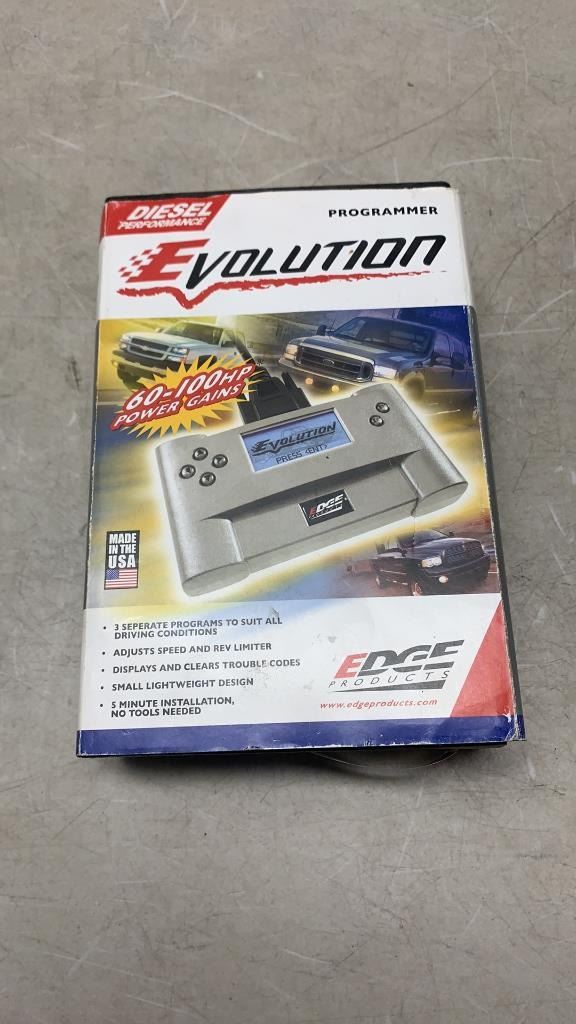 DIESEL
PERFORMANCE
PROGRAMMER
EVOLUTION
60-100HP
POWER GAINS
EVOLUTION
PRESS <ENT>
EDGE
MADE
IN THE
USA
• 3 SEPERATE PROGRAMS TO SUIT ALL
DRIVING CONDITIONS
• ADJUSTS SPEED AND REV LIMITER
• DISPLAYS AND CLEARS TROUBLE CODES
• SMALL LIGHTWEIGHT DESIGN
• 5 MINUTE INSTALLATION,
NO TOOLS NEEDED
EDGE
PRODUCTS
www.edgeproducts.com